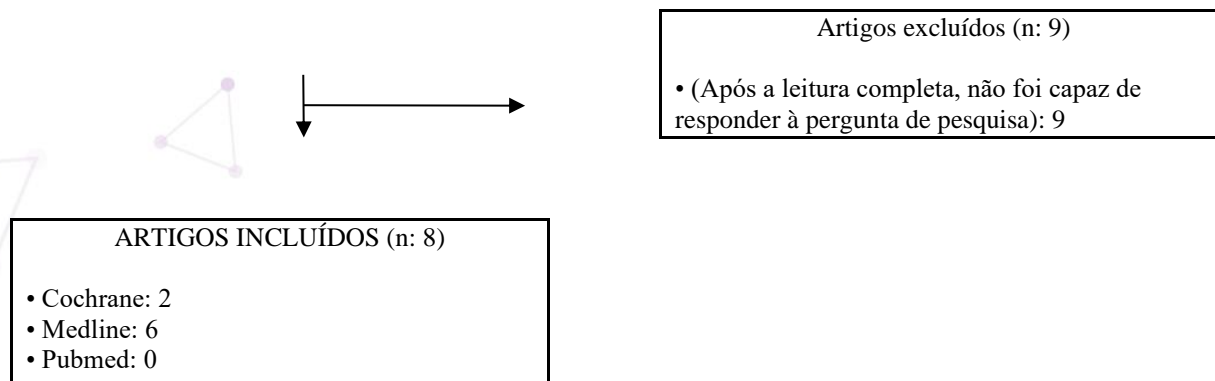 Artigos excluídos (n: 9)
• (Após a leitura completa, não foi capaz de
responder à pergunta de pesquisa): 9
ARTIGOS INCLUÍDOS (n: 8)
• Cochrane: 2
• Medline: 6
• Pubmed: 0